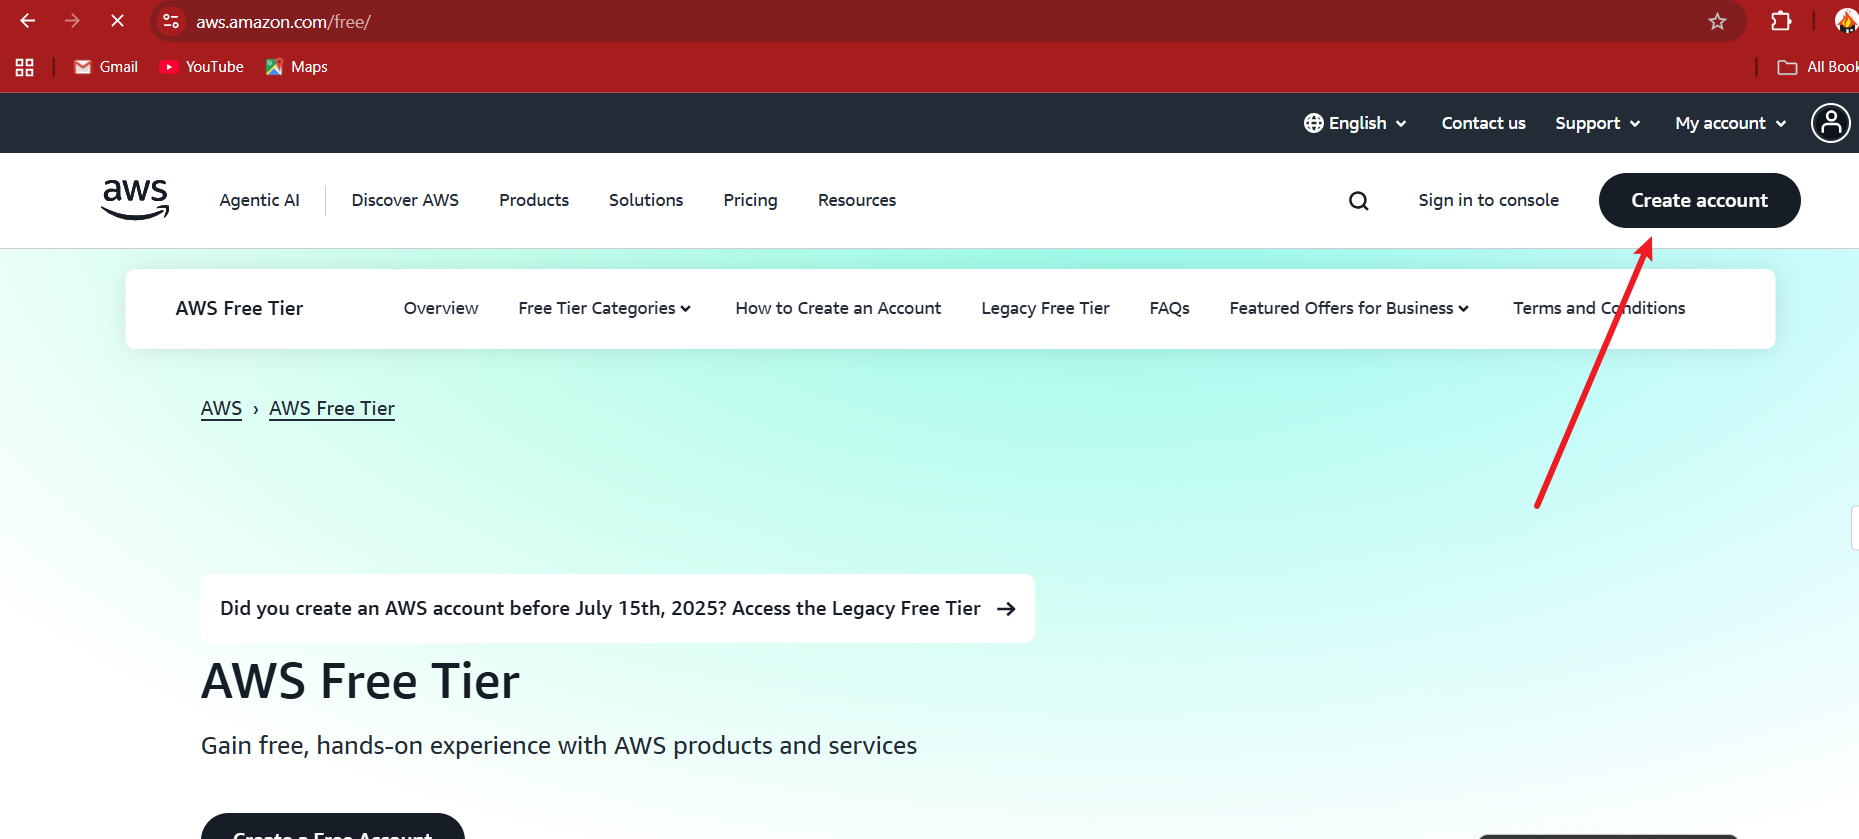 aws.amazon.com/free/
Gmail YouTube Maps All Book
English Contact us Support My account
aws Agentic AI Discover AWS Products Solutions Pricing Resources Sign in to console Create account
AWS Free Tier Overview Free Tier Categories How to Create an Account Legacy Free Tier FAQs Featured Offers for Business Terms and Conditions
AWS › AWS Free Tier
Did you create an AWS account before July 15th, 2025? Access the Legacy Free Tier →
AWS Free Tier
Gain free, hands-on experience with AWS products and services
Create a Free Account